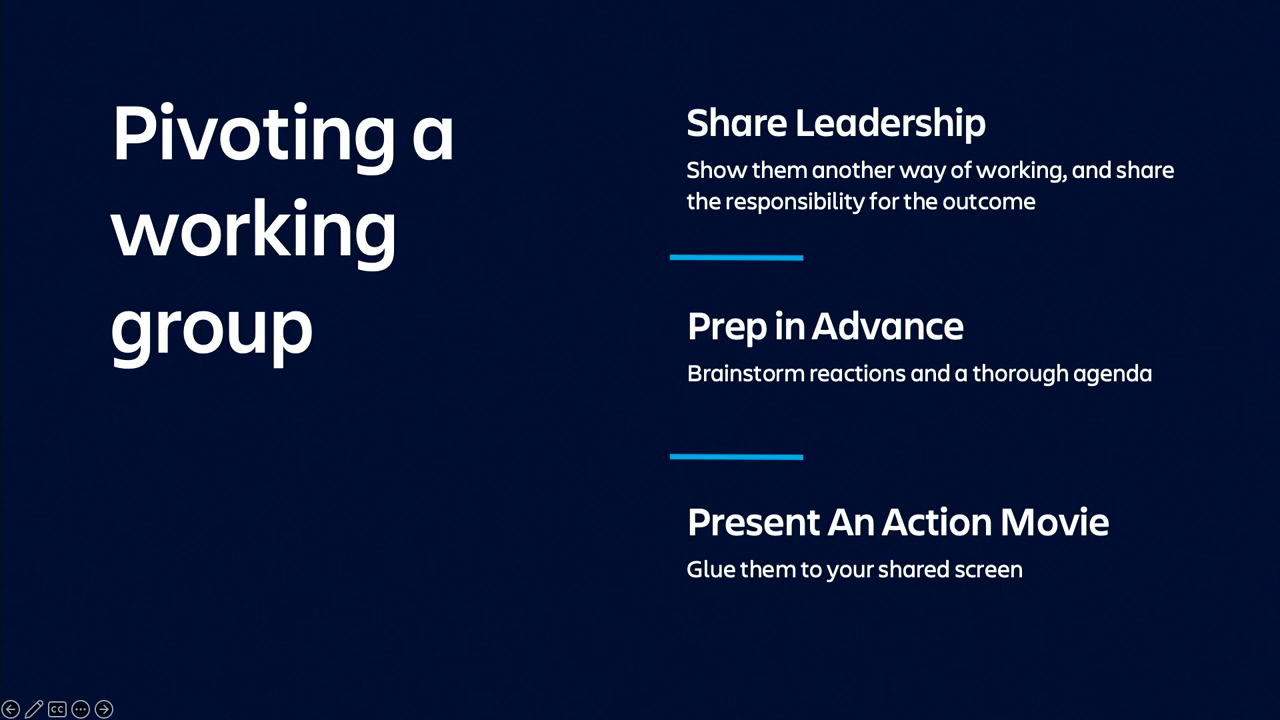 Pivoting a
working
group
Share Leadership
Show them another way of working, and share
the responsibility for the outcome
Prep in Advance
Brainstorm reactions and a thorough agenda
Present An Action Movie
Glue them to your shared screen
CC